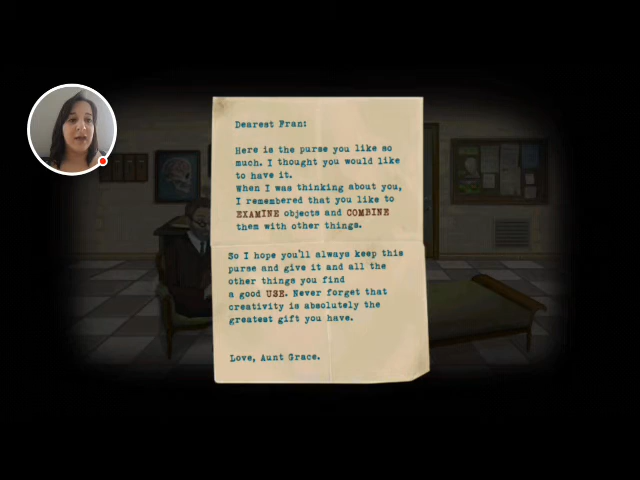 Dearest Fran:
Here is the purse you like so
much. I thought you would like
to have it.
When I was thinking about you,
I remembered that you like to
EXAMINE objects and COMBINE
them with other things.
So I hope you'll always keep this
purse and give it and all the
other things you find
a good USE. Never forget that
creativity is absolutely the
greatest gift you have.
Love, Aunt Grace.